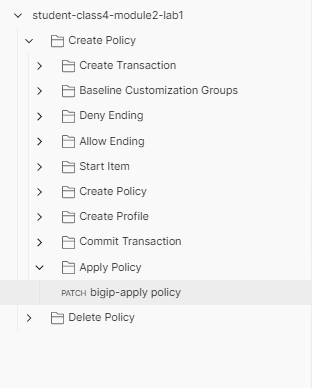 student-class4-module2-lab1
Create Policy
Create Transaction
Baseline Customization Groups
Deny Ending
Allow Ending
Start Item
Create Policy
Create Profile
Commit Transaction
Apply Policy
PATCH bigip-apply policy
Delete Policy